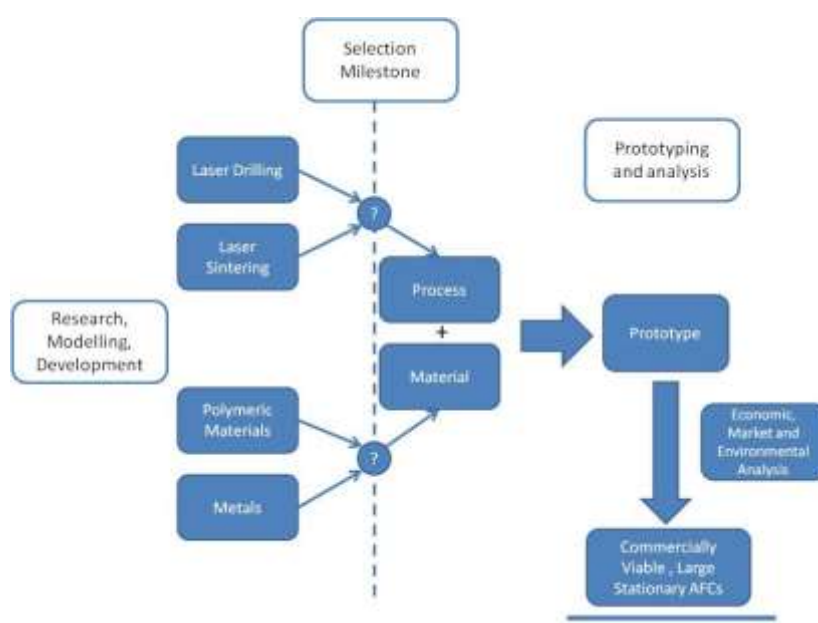 Selection
Milestone
Prototyping
and analysis
Laser Drilling
?
Laser
Sintering
Process
+
Research,
Modelling,
Development
Prototype
Material
Polymeric
Materials
?
Metals
Economic,
Market and
Environmental
Analysis
Commercially
Viable , Large
Stationary AFCs